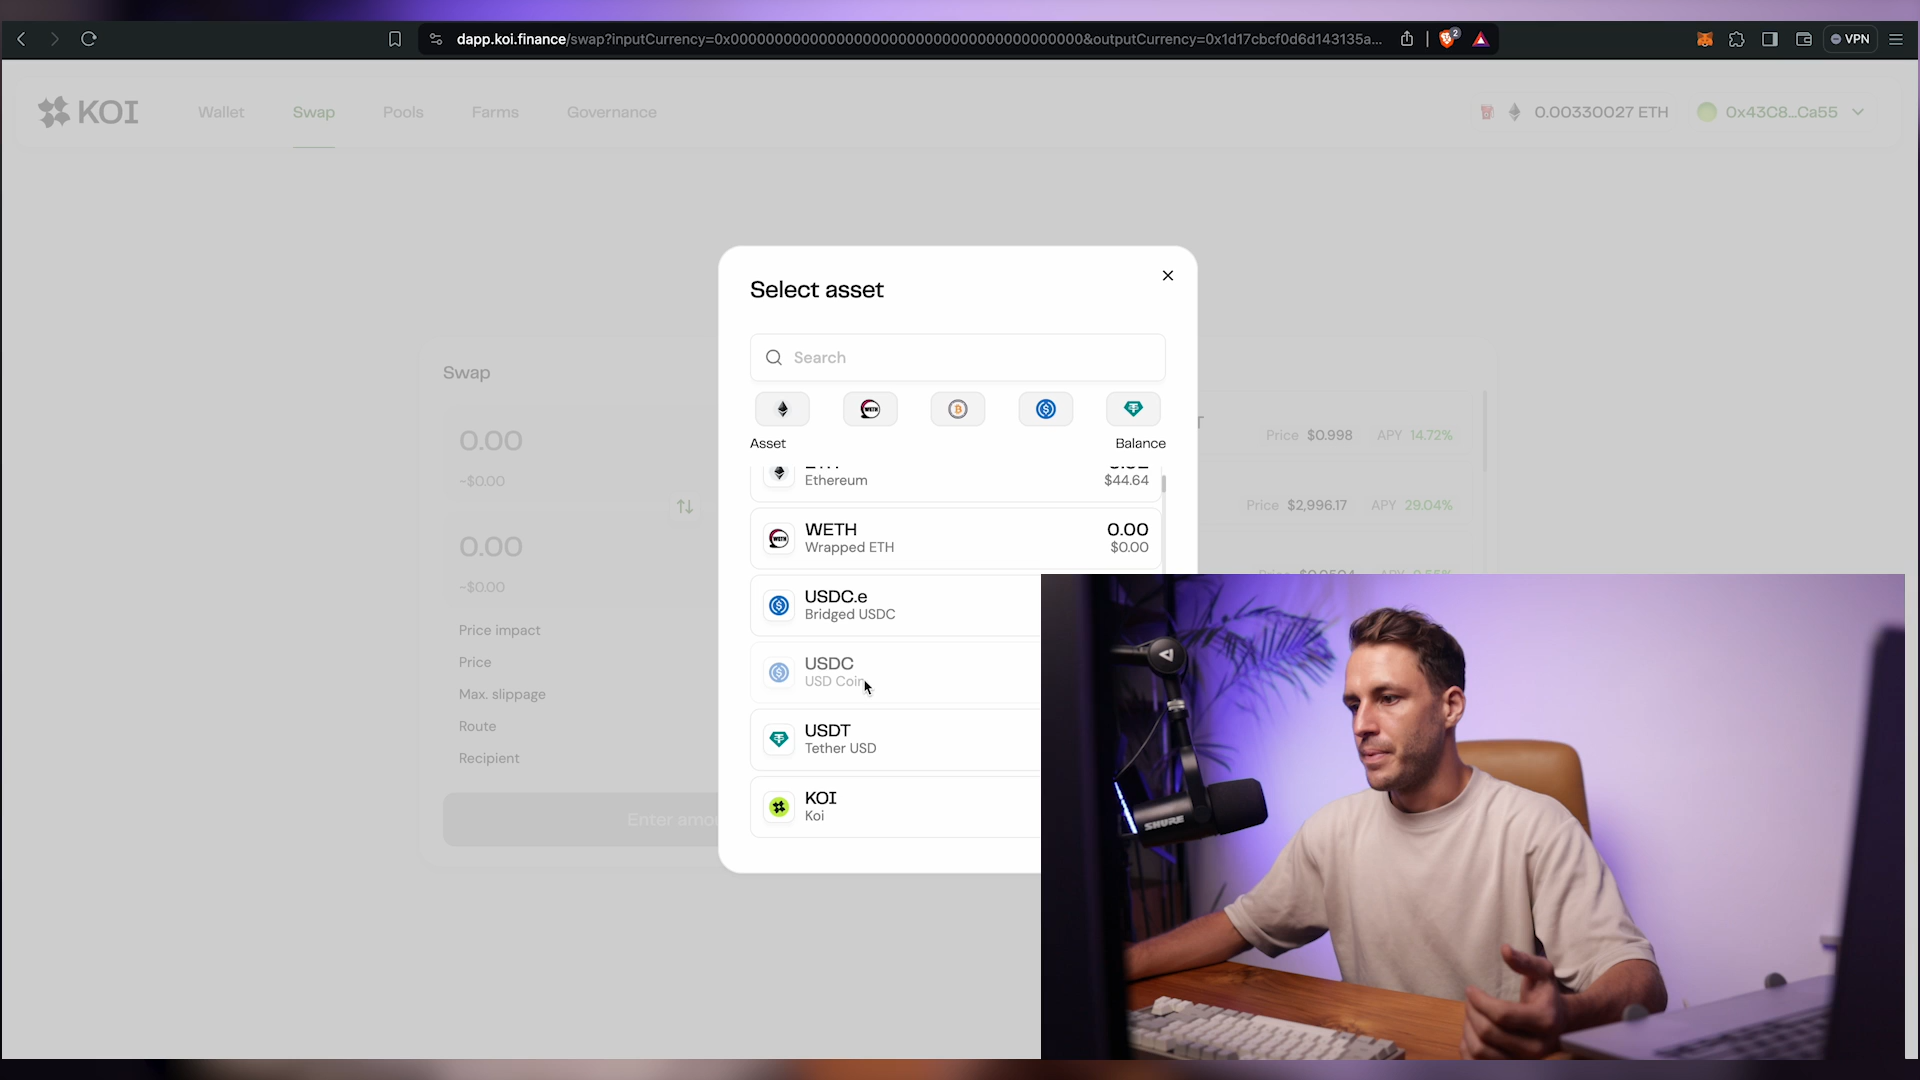 dapp.koi.finance/swap?inputCurrency=0x0000000000000000000000000000000000000000&outputCurrency=0x1d17cbcf0d6d143135a...
2
VPN
KOI
Wallet
Swap
Pools
Farms
Governance
0.00330027 ETH
0x43C8...Ca55
Select asset
Search
WETH
Asset
Balance
Ethereum
$44.64
WETH
Wrapped ETH
0.00
$0.00
USDC.e
Bridged USDC
USDC
USD Coin
USDT
Tether USD
KOI
Koi
Swap
0.00
~$0.00
0.00
~$0.00
Price impact
Price
Max. slippage
Route
Recipient
Enter amo
T
Price $0.998 APY 14.72%
Price $2,996.17 APY 29.04%
SHURE